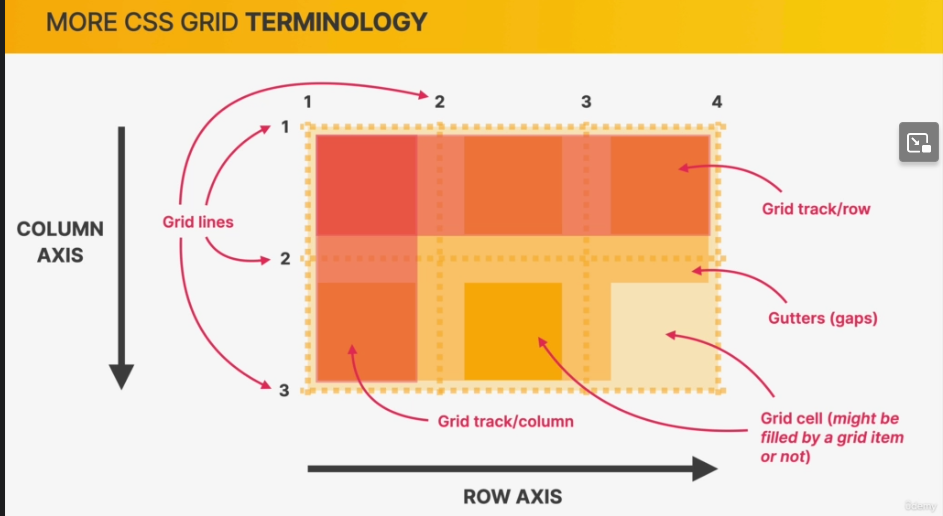 MORE CSS GRID TERMINOLOGY
1 2 3 4
1
Grid lines
Grid track/row
COLUMN
AXIS
2
Gutters (gaps)
3
Grid track/column
Grid cell (might be
filled by a grid item
or not)
ROW AXIS
ûdemy